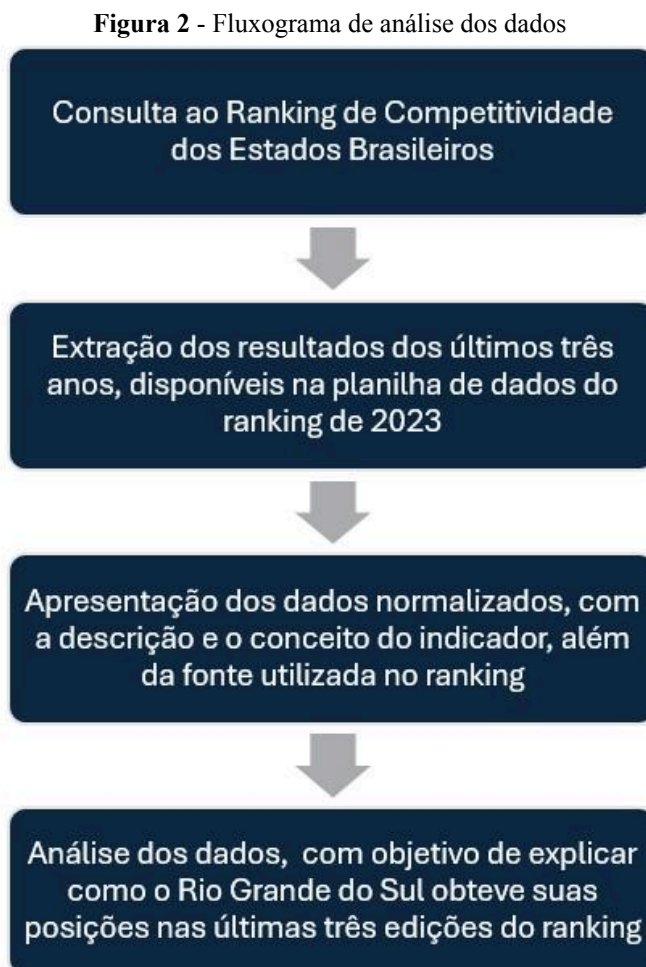 Figura 2 - Fluxograma de análise dos dados
Consulta ao Ranking de Competitividade
dos Estados Brasileiros
Extração dos resultados dos últimos três
anos, disponíveis na planilha de dados do
ranking de 2023
Apresentação dos dados normalizados, com
a descrição e o conceito do indicador, além
da fonte utilizada no ranking
Análise dos dados, com objetivo de explicar
como o Rio Grande do Sul obteve suas
posições nas últimas três edições do ranking